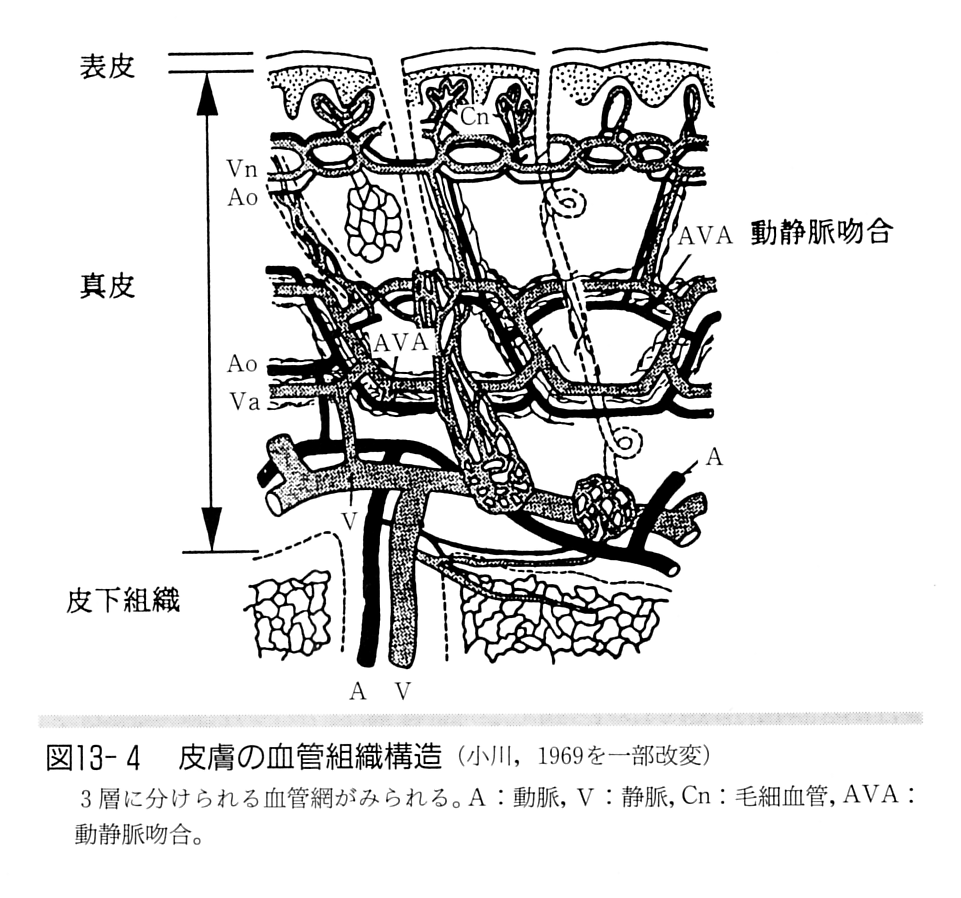 表皮
Cn
Vn
Ao
AVA 動静脈吻合
真皮
AVA
Ao
Va
A
V
皮下組織
A V
図13-4 皮膚の血管組織構造（小川，1969を一部改変）
3層に分けられる血管網がみられる。A：動脈, V：静脈, Cn：毛細血管, AVA：
動静脈吻合。